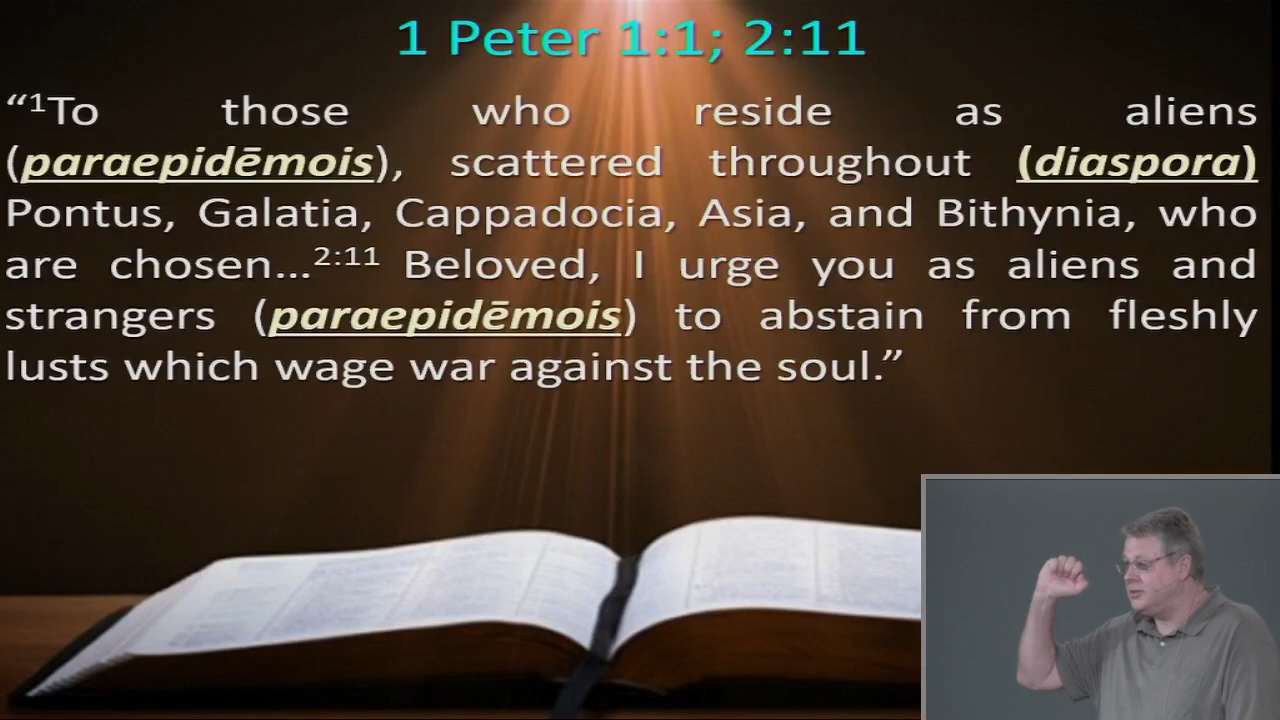 1 Peter 1:1; 2:11
“¹To those who reside as aliens
(paraepidēmois), scattered throughout (diaspora)
Pontus, Galatia, Cappadocia, Asia, and Bithynia, who
are chosen…²:¹¹ Beloved, I urge you as aliens and
strangers (paraepidēmois) to abstain from fleshly
lusts which wage war against the soul.”